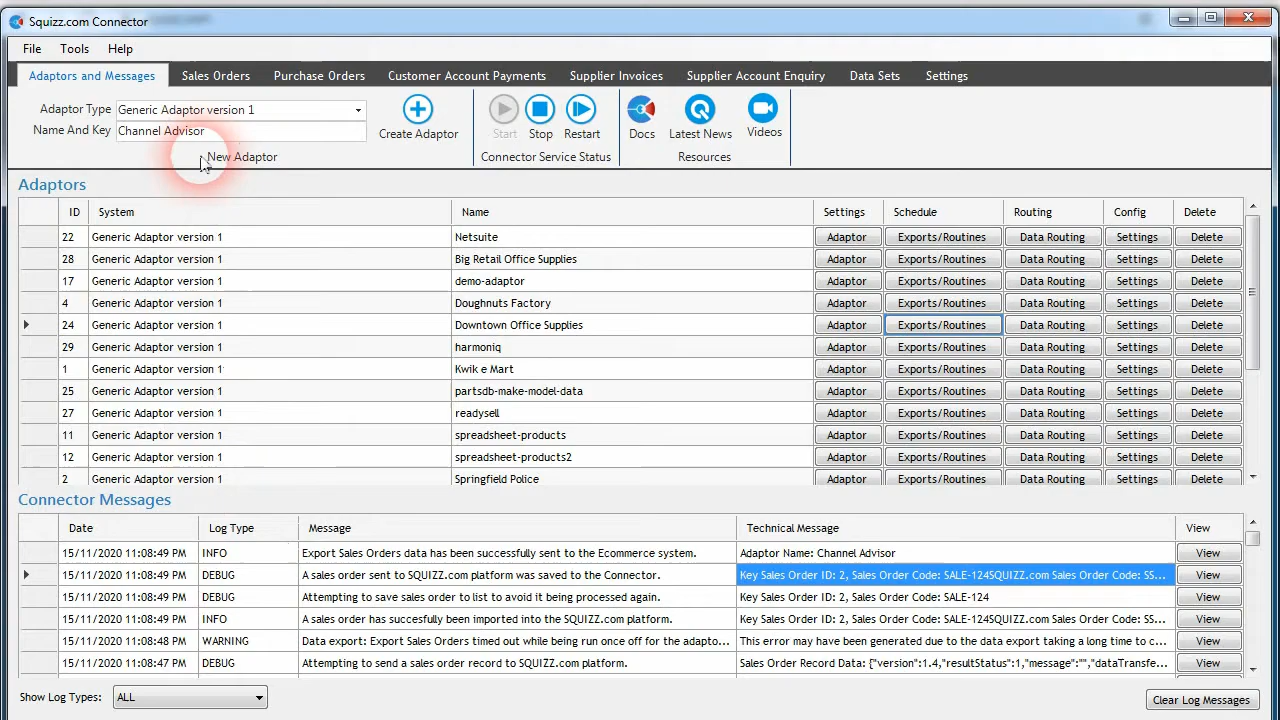 Squizz.com Connector
File Tools Help
Adaptors and Messages Sales Orders Purchase Orders Customer Account Payments Supplier Invoices Supplier Account Enquiry Data Sets Settings
Adaptor Type Generic Adaptor version 1
Name And Key Channel Advisor
Create Adaptor Start Stop Restart Docs Latest News Videos
New Adaptor Connector Service Status Resources
Adaptors
ID System Name Settings Schedule Routing Config Delete
22 Generic Adaptor version 1 Netsuite Adaptor Exports/Routines Data Routing Settings Delete
28 Generic Adaptor version 1 Big Retail Office Supplies Adaptor Exports/Routines Data Routing Settings Delete
17 Generic Adaptor version 1 demo-adaptor Adaptor Exports/Routines Data Routing Settings Delete
4 Generic Adaptor version 1 Doughnuts Factory Adaptor Exports/Routines Data Routing Settings Delete
24 Generic Adaptor version 1 Downtown Office Supplies Adaptor Exports/Routines Data Routing Settings Delete
29 Generic Adaptor version 1 harmoniq Adaptor Exports/Routines Data Routing Settings Delete
1 Generic Adaptor version 1 Kwik e Mart Adaptor Exports/Routines Data Routing Settings Delete
25 Generic Adaptor version 1 partsdb-make-model-data Adaptor Exports/Routines Data Routing Settings Delete
27 Generic Adaptor version 1 readysell Adaptor Exports/Routines Data Routing Settings Delete
11 Generic Adaptor version 1 spreadsheet-products Adaptor Exports/Routines Data Routing Settings Delete
12 Generic Adaptor version 1 spreadsheet-products2 Adaptor Exports/Routines Data Routing Settings Delete
2 Generic Adaptor version 1 Springfield Police Adaptor Exports/Routines Data Routing Settings Delete
Connector Messages
Date Log Type Message Technical Message View
15/11/2020 11:08:49 PM INFO Export Sales Orders data has been successfully sent to the Ecommerce system. Adaptor Name: Channel Advisor View
15/11/2020 11:08:49 PM DEBUG A sales order sent to SQUIZZ.com platform was saved to the Connector. Key Sales Order ID: 2, Sales Order Code: SALE-124SQUIZZ.com Sales Order Code: SS... View
15/11/2020 11:08:49 PM DEBUG Attempting to save sales order to list to avoid it being processed again. Key Sales Order ID: 2, Sales Order Code: SALE-124 View
15/11/2020 11:08:49 PM INFO A sales order has succesfully been imported into the SQUIZZ.com platform. Key Sales Order ID: 2, Sales Order Code: SALE-124SQUIZZ.com Sales Order Code: SS... View
15/11/2020 11:08:48 PM WARNING Data export: Export Sales Orders timed out while being run once off for the adapto... This error may have been generated due to the data export taking a long time to c... View
15/11/2020 11:08:47 PM DEBUG Attempting to send a sales order record to SQUIZZ.com platform. Sales Order Record Data: {"version":1.4,"resultStatus":1,"message":"","dataTransfe... View
Show Log Types: ALL Clear Log Messages